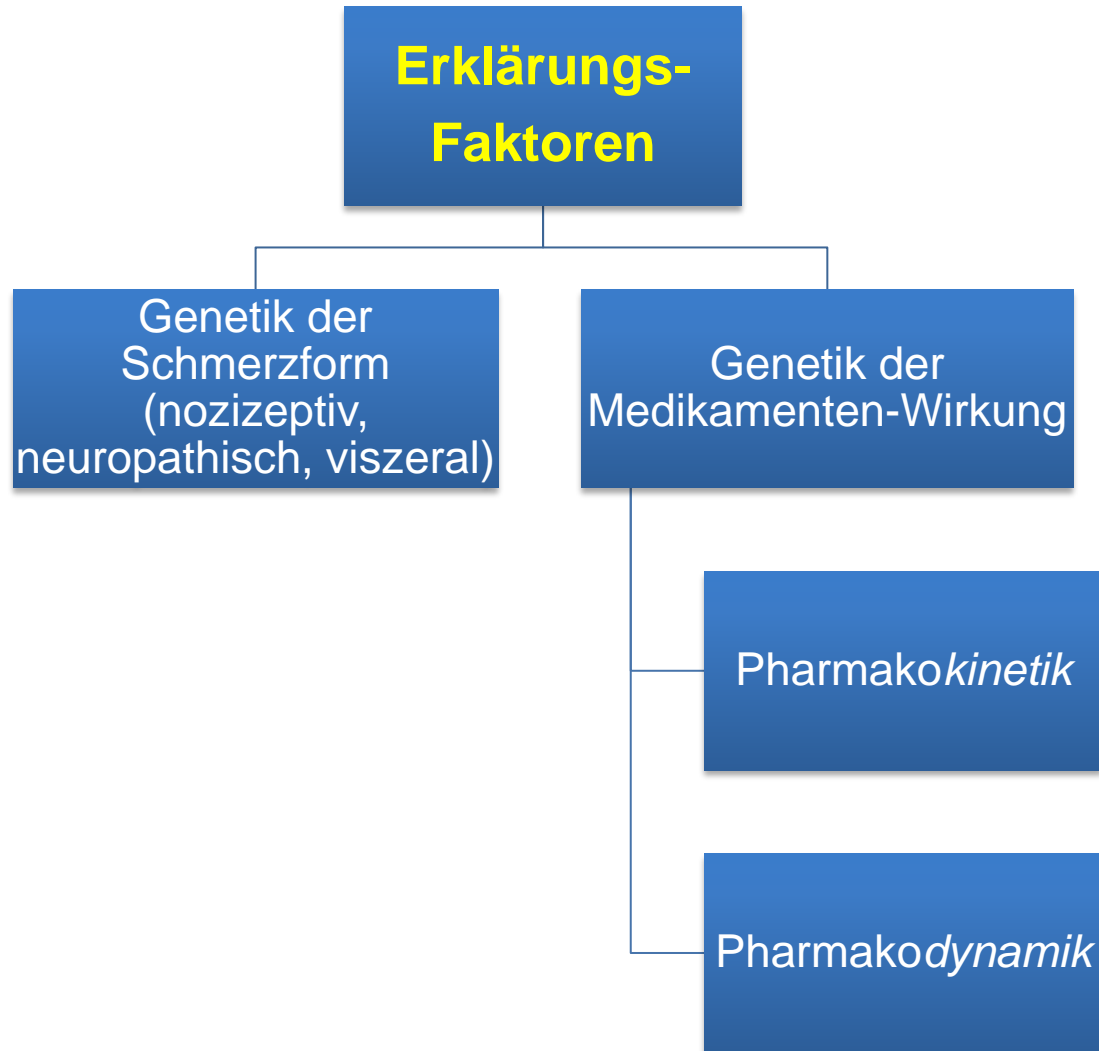 Erklärungs-
Faktoren
Genetik der
Schmerzform
(nozizeptiv,
neuropathisch, viszeral)
Genetik der
Medikamenten-Wirkung
Pharmakokinetik
Pharmakodynamik